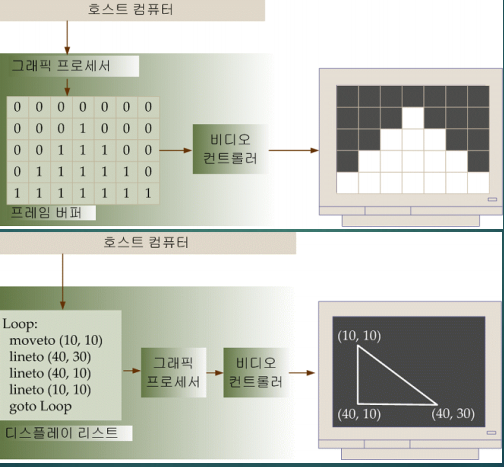 호스트 컴퓨터
그래픽 프로세서
0 0 0 0 0 0 0
0 0 0 1 0 0 0
0 0 1 1 1 0 0
0 1 1 1 1 1 0
1 1 1 1 1 1 1
프레임 버퍼
비디오
컨트롤러
호스트 컴퓨터
Loop:
moveto (10, 10)
lineto (40, 30)
lineto (40, 10)
lineto (10, 10)
goto Loop
디스플레이 리스트
그래픽
프로세서
비디오
컨트롤러
(10, 10)
(40, 10) (40, 30)